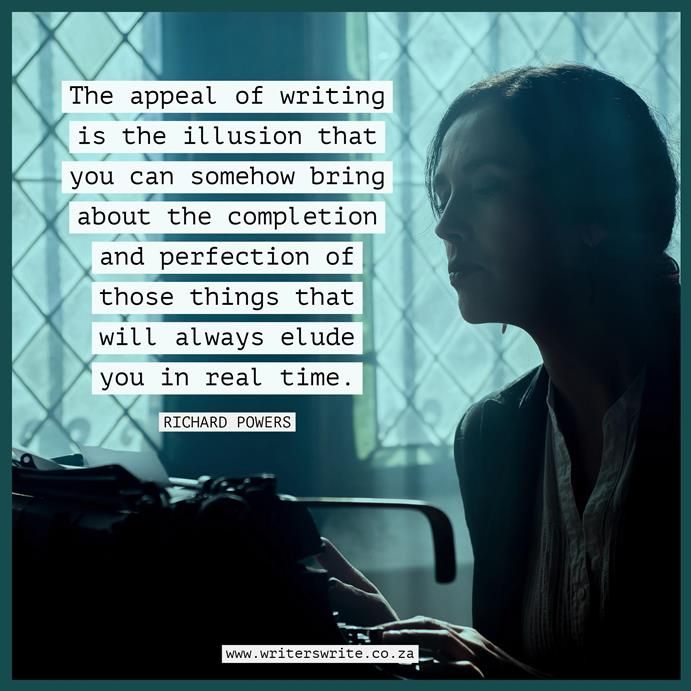 The appeal of writing
is the illusion that
you can somehow bring
about the completion
and perfection of
those things that
will always elude
you in real time.
RICHARD POWERS
www.writerswrite.co.za